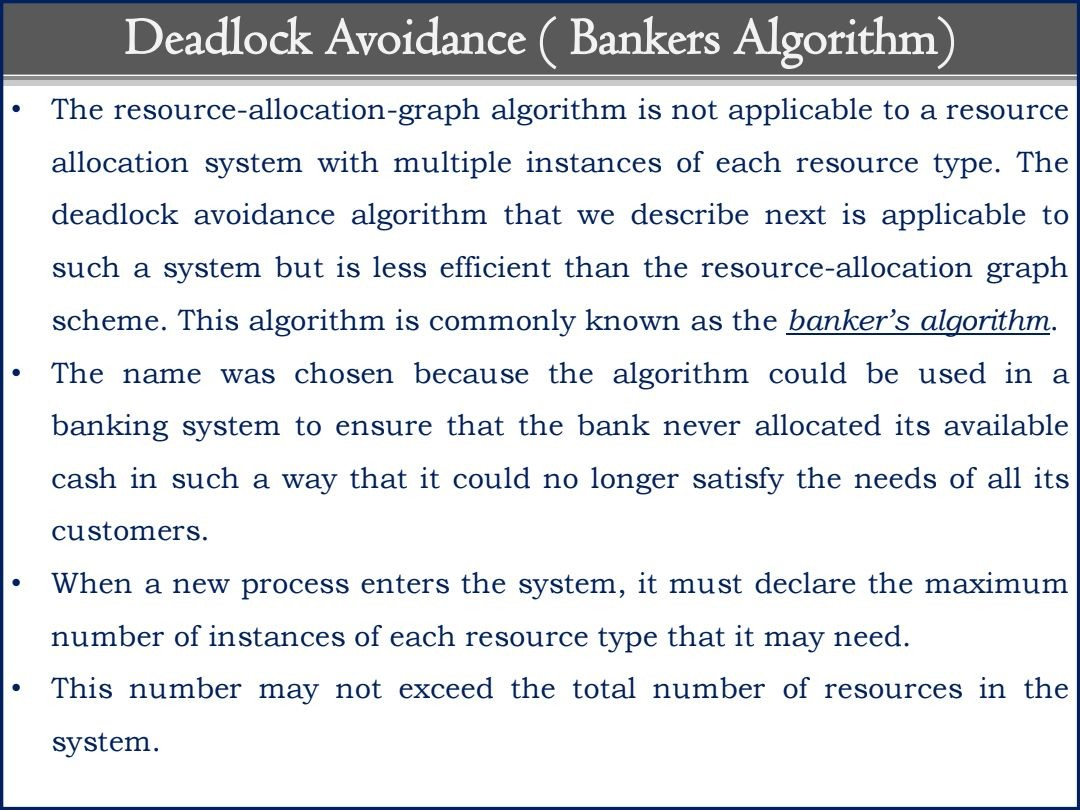 Deadlock Avoidance ( Bankers Algorithm)
• The resource-allocation-graph algorithm is not applicable to a resource
allocation system with multiple instances of each resource type. The
deadlock avoidance algorithm that we describe next is applicable to
such a system but is less efficient than the resource-allocation graph
scheme. This algorithm is commonly known as the banker’s algorithm.
• The name was chosen because the algorithm could be used in a
banking system to ensure that the bank never allocated its available
cash in such a way that it could no longer satisfy the needs of all its
customers.
• When a new process enters the system, it must declare the maximum
number of instances of each resource type that it may need.
• This number may not exceed the total number of resources in the
system.